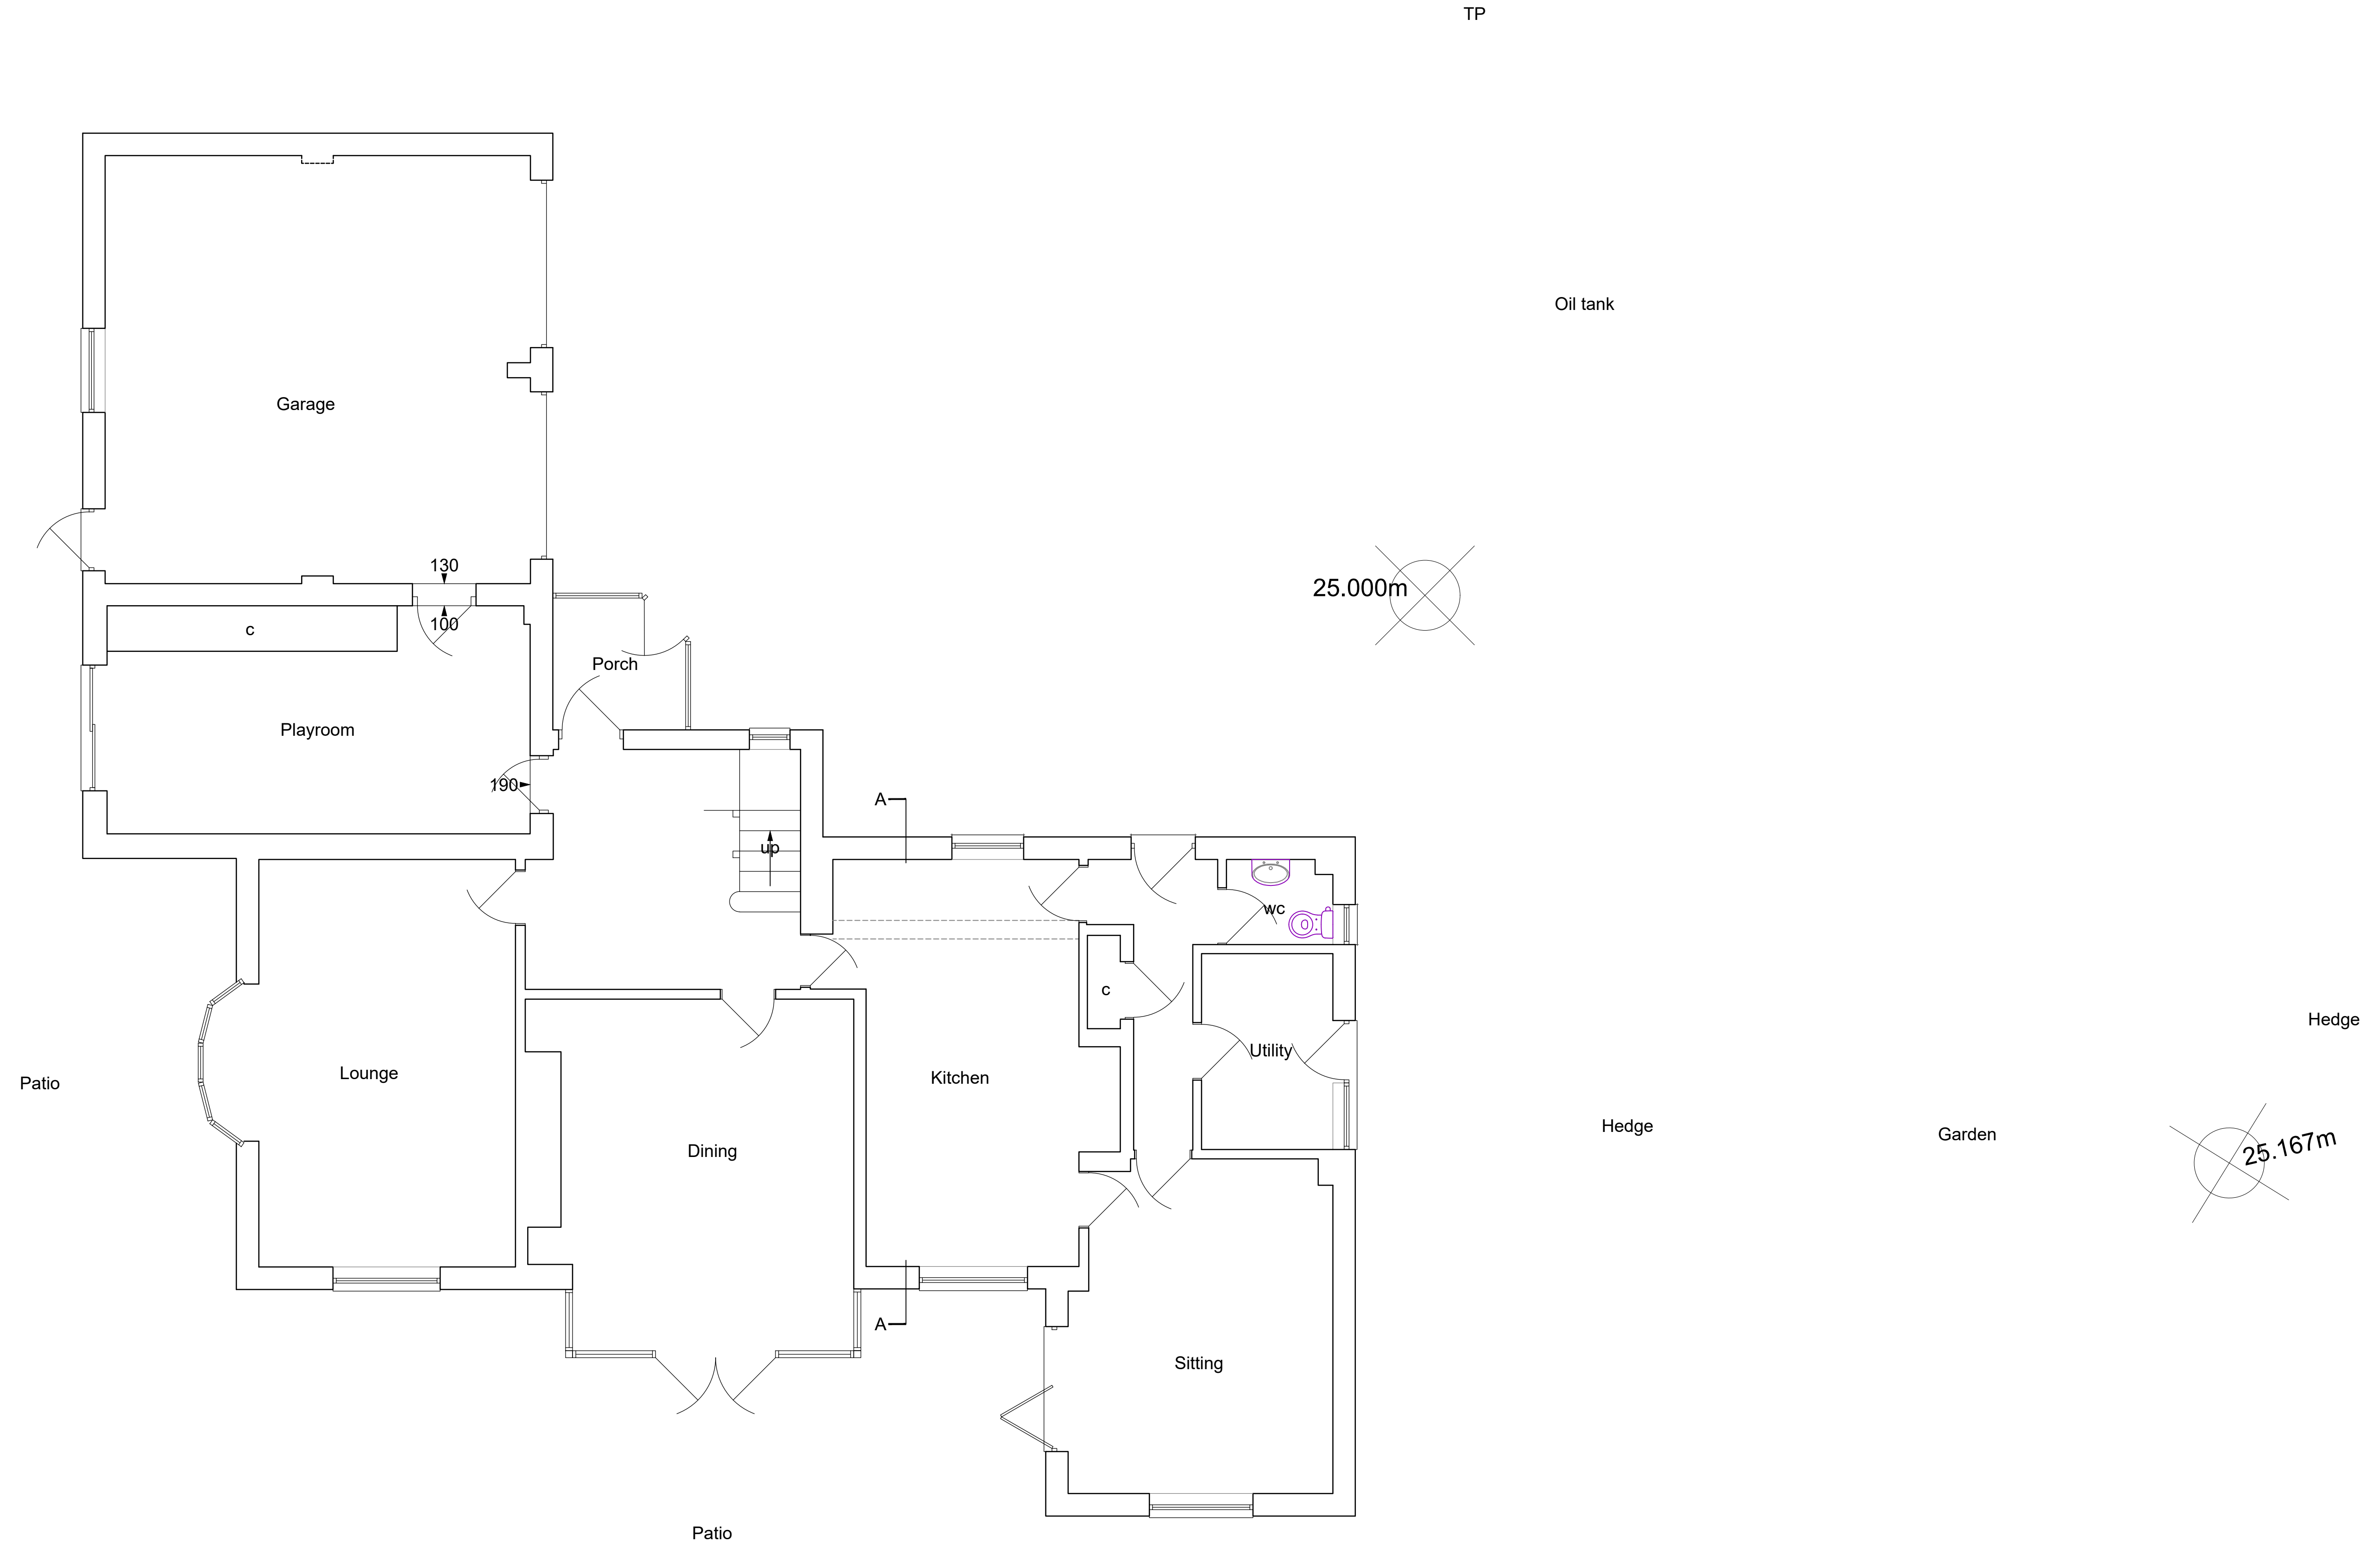 TP
Oil tank
Garage
130
25.000m
100
c
Porch
Playroom
190
A
up
wc
c
Hedge
Utility
Lounge
Kitchen
Patio
Hedge
Garden
25.167m
Dining
A
Sitting
Patio